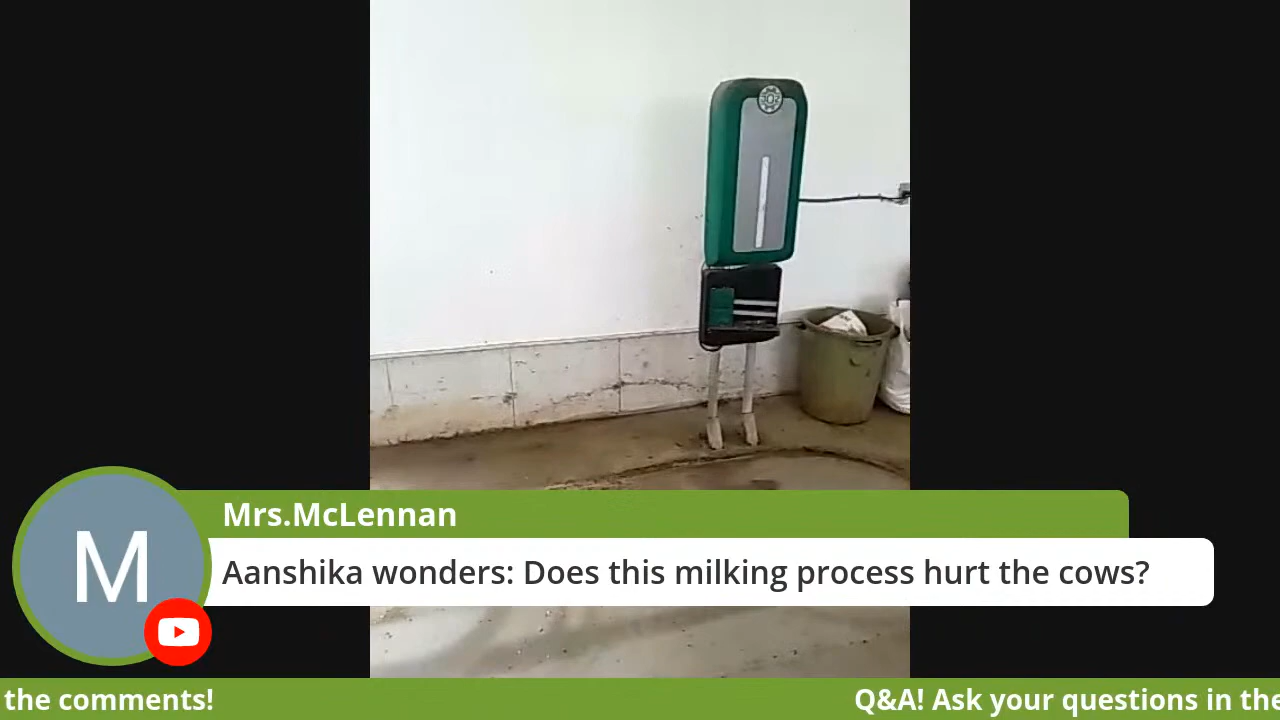 Mrs.McLennan
M
Aanshika wonders: Does this milking process hurt the cows?
the comments!
Q&A! Ask your questions in the